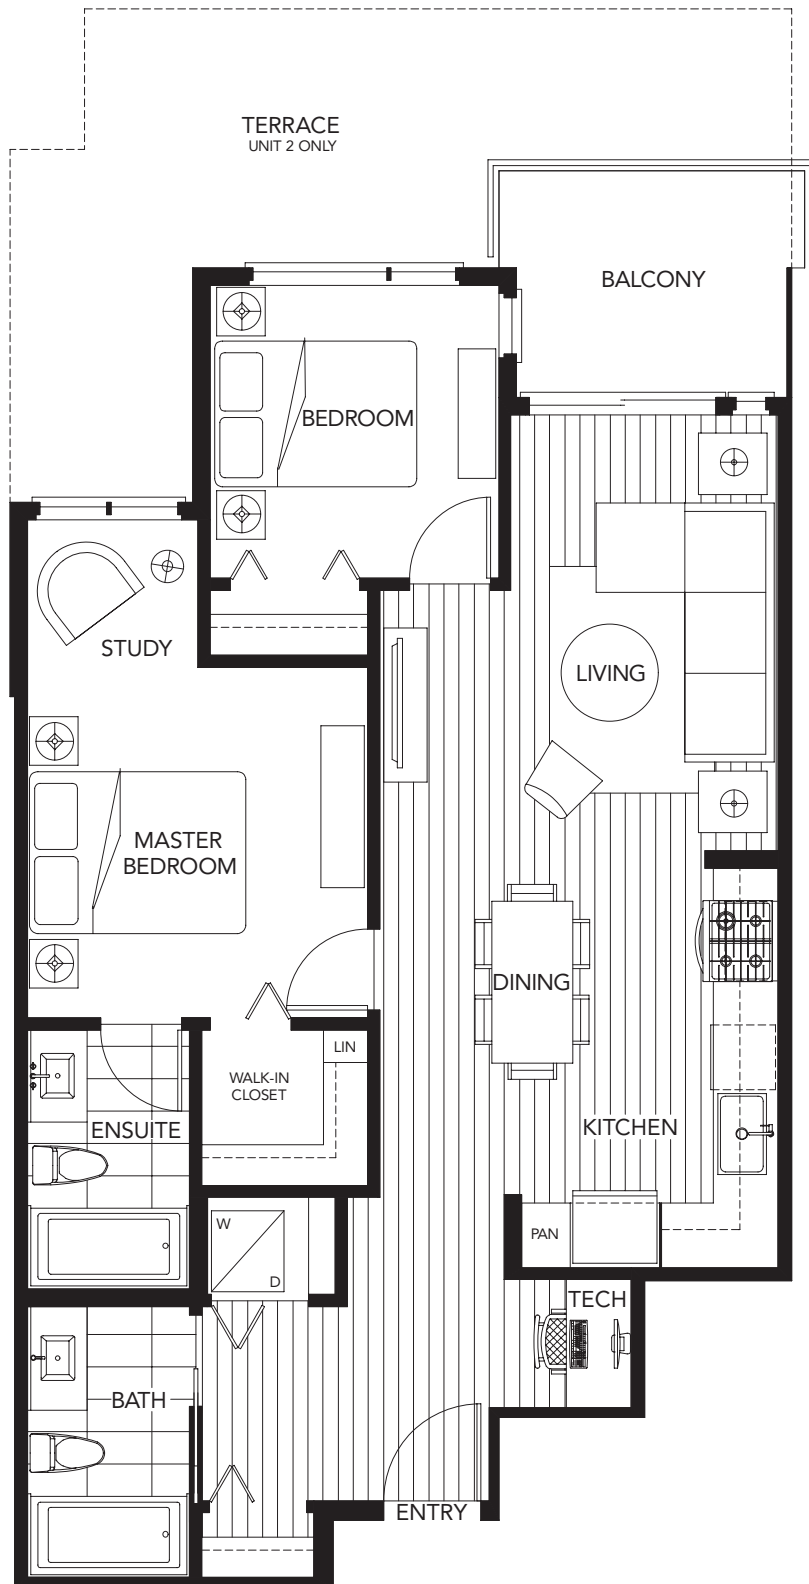 TERRACE
UNIT 2 ONLY
BALCONY
BEDROOM
STUDY
LIVING
MASTER
BEDROOM
DINING
LIN
WALK-IN
CLOSET
ENSUITE
KITCHEN
W
D
PAN
TECH
BATH
ENTRY